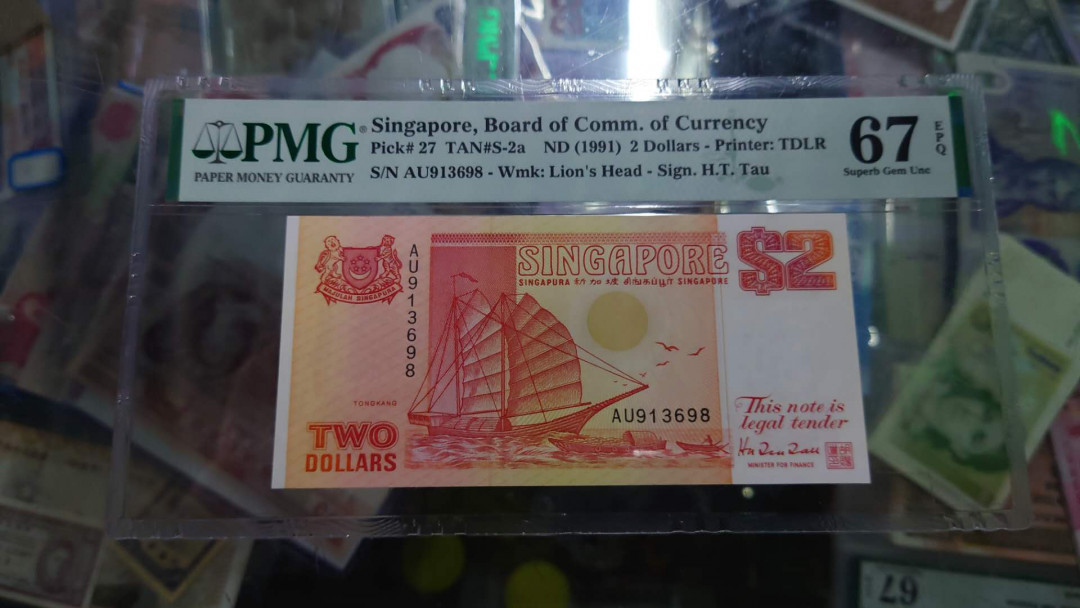 PMG®
PAPER MONEY GUARANTY
Singapore, Board of Comm. of Currency
Pick# 27 TAN#S-2a ND (1991) 2 Dollars - Printer: TDLR
S/N AU913698 - Wmk: Lion's Head - Sign. H.T. Tau
67
EPQ
Superb Gem Unc
MAJULAH SINGAPURA
AU913698
SINGAPORE
SINGAPURA 新加坡 சிங்கப்பூர் SINGAPORE
$2
TONGKANG
AU913698
TWO
DOLLARS
This note is
legal tender
MINISTER FOR FINANCE
67